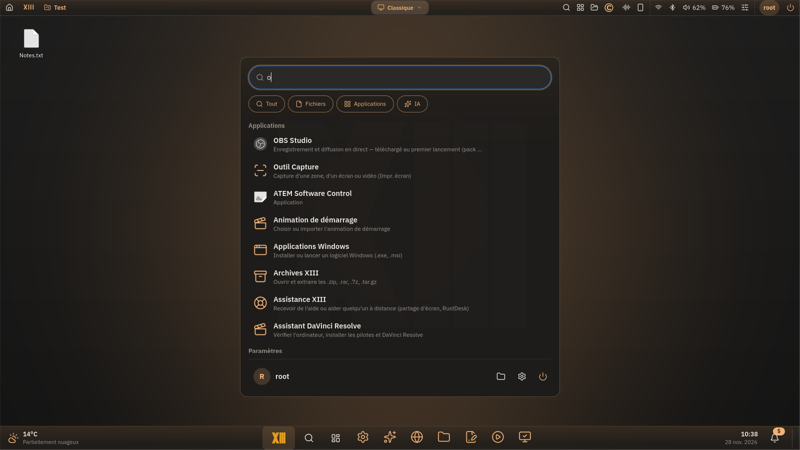 XIII Test Classique 62% 76% root
Notes.txt
o
Tout Fichiers Applications IA
Applications
OBS Studio
Enregistrement et diffusion en direct — téléchargé au premier lancement (pack ...
Outil Capture
Capture d'une zone, d'un écran ou vidéo (Impr. écran)
ATEM Software Control
Application
Animation de démarrage
Choisir ou importer l'animation de démarrage
Applications Windows
Installer ou lancer un logiciel Windows (.exe, .msi)
Archives XIII
Ouvrir et extraire les .zip, .rar, .7z, .tar.gz
Assistance XIII
Recevoir de l'aide ou aider quelqu'un à distance (partage d'écran, RustDesk)
Assistant DaVinci Resolve
Vérifier l'ordinateur, installer les pilotes et DaVinci Resolve
Paramètres
R root
14°C
Partiellement nuageux
XIII
10:38
28 nov. 2026
5